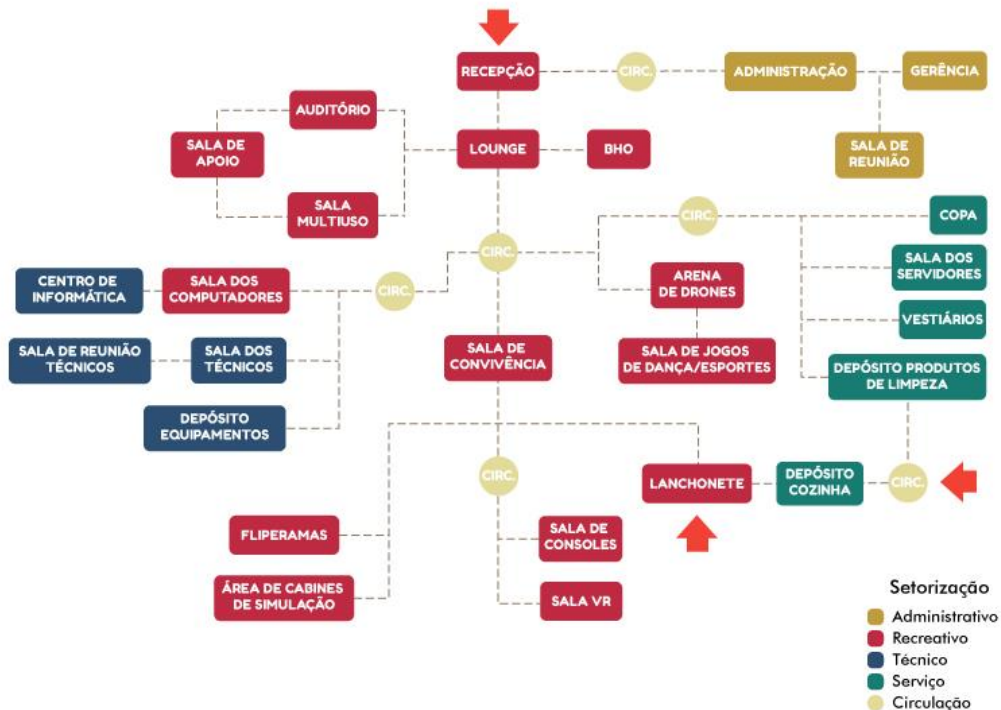 RECEPÇÃO
CIRC.
ADMINISTRAÇÃO
GERÊNCIA
AUDITÓRIO
SALA DE
APOIO
LOUNGE
BHO
SALA DE
REUNIÃO
SALA
MULTIUSO
CIRC.
COPA
CIRC.
CENTRO DE
INFORMÁTICA
SALA DOS
COMPUTADORES
CIRC.
ARENA
DE DRONES
SALA DOS
SERVIDORES
VESTIÁRIOS
SALA DE REUNIÃO
TÉCNICOS
SALA DOS
TÉCNICOS
SALA DE
CONVIVÊNCIA
SALA DE JOGOS
DE DANÇA/ESPORTES
DEPÓSITO PRODUTOS
DE LIMPEZA
DEPÓSITO
EQUIPAMENTOS
CIRC.
LANCHONETE
DEPÓSITO
COZINHA
CIRC.
FLIPERAMAS
SALA DE
CONSOLES
ÁREA DE CABINES
DE SIMULAÇÃO
SALA VR
Setorização
Administrativo
Recreativo
Técnico
Serviço
Circulação